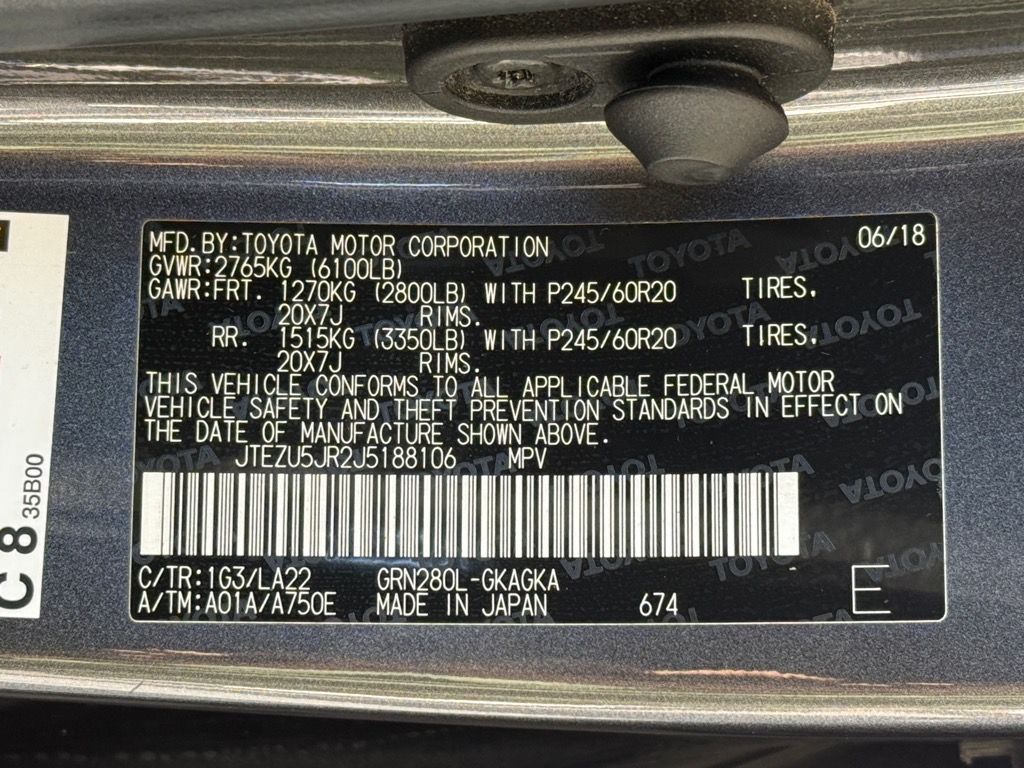 MFD.BY:TOYOTA MOTOR CORPORATION 06/18
GVWR:2765KG (6100LB)
GAWR:FRT. 1270KG (2800LB) WITH P245/60R20 TIRES.
20X7J RIMS.
RR. 1515KG (3350LB) WITH P245/60R20 TIRES.
20X7J RIMS.
THIS VEHICLE CONFORMS TO ALL APPLICABLE FEDERAL MOTOR
VEHICLE SAFETY AND THEFT PREVENTION STANDARDS IN EFFECT ON
THE DATE OF MANUFACTURE SHOWN ABOVE.
JTEZU5JR2J5188106 MPV
C/TR:1G3/LA22 GRN280L-GKAGKA
A/TM:A01A/A750E MADE IN JAPAN 674 E
C 8
35B00
TOYOTA